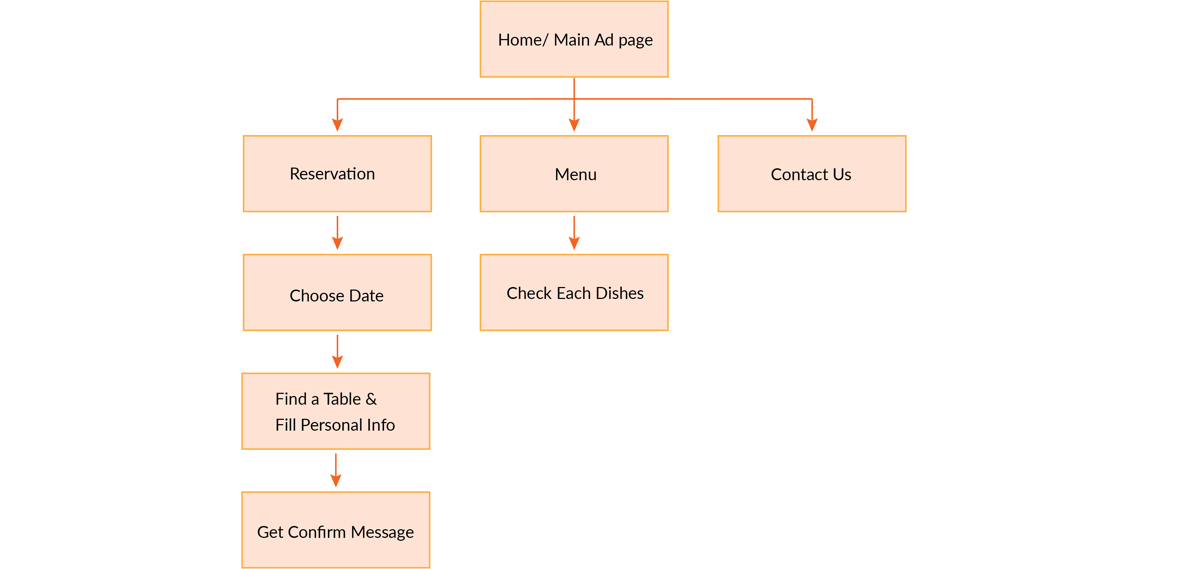 Home/ Main Ad page
Reservation
Menu
Contact Us
Choose Date
Check Each Dishes
Find a Table &
Fill Personal Info
Get Confirm Message